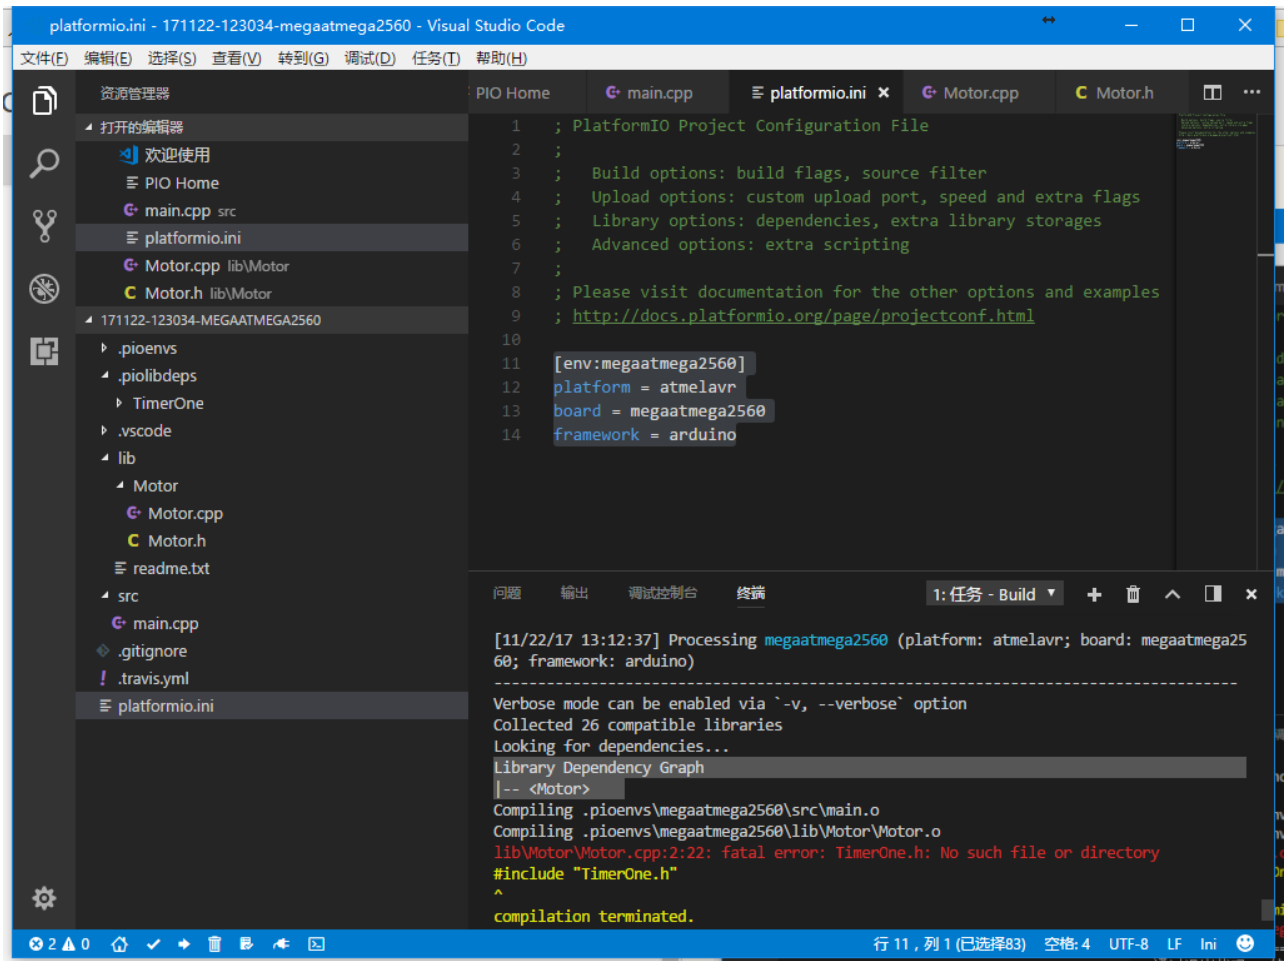 platformio.ini - 171122-123034-megaatmega2560 - Visual Studio Code
文件(F) 编辑(E) 选择(S) 查看(V) 转到(G) 调试(D) 任务(T) 帮助(H)
资源管理器
打开的编辑器
欢迎使用
PIO Home
main.cpp src
platformio.ini
Motor.cpp lib\Motor
Motor.h lib\Motor
171122-123034-MEGAATMEGA2560
.pioenvs
.piolibdeps
TimerOne
.vscode
lib
Motor
Motor.cpp
Motor.h
readme.txt
src
main.cpp
.gitignore
.travis.yml
platformio.ini
PIO Home main.cpp platformio.ini Motor.cpp Motor.h
1 ; PlatformIO Project Configuration File
2 ;
3 ;   Build options: build flags, source filter
4 ;   Upload options: custom upload port, speed and extra flags
5 ;   Library options: dependencies, extra library storages
6 ;   Advanced options: extra scripting
7 ;
8 ; Please visit documentation for the other options and examples
9 ; http://docs.platformio.org/page/projectconf.html
10
11 [env:megaatmega2560]
12 platform = atmelavr
13 board = megaatmega2560
14 framework = arduino
问题 输出 调试控制台 终端 1: 任务 - Build
[11/22/17 13:12:37] Processing megaatmega2560 (platform: atmelavr; board: megaatmega25
60; framework: arduino)
--------------------------------------------------------------------------------------
Verbose mode can be enabled via `-v, --verbose` option
Collected 26 compatible libraries
Looking for dependencies...
Library Dependency Graph
|-- <Motor>
Compiling .pioenvs\megaatmega2560\src\main.o
Compiling .pioenvs\megaatmega2560\lib\Motor\Motor.o
lib\Motor\Motor.cpp:2:22: fatal error: TimerOne.h: No such file or directory
#include "TimerOne.h"
^
compilation terminated.
2 0 行 11，列 1 (已选择83) 空格: 4 UTF-8 LF Ini